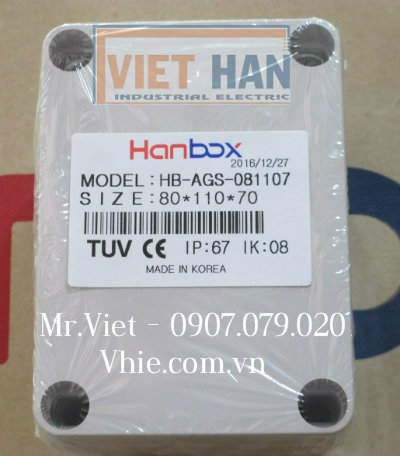 VIET HAN
INDUSTRIAL ELECTRIC
Hanbox
2016/12/27
MODEL : HB-AGS-081107
SIZE : 80*110*70
TUV CE IP:67 IK:08
MADE IN KOREA
Mr.Viet - 0907.079.020
Vhie.com.vn